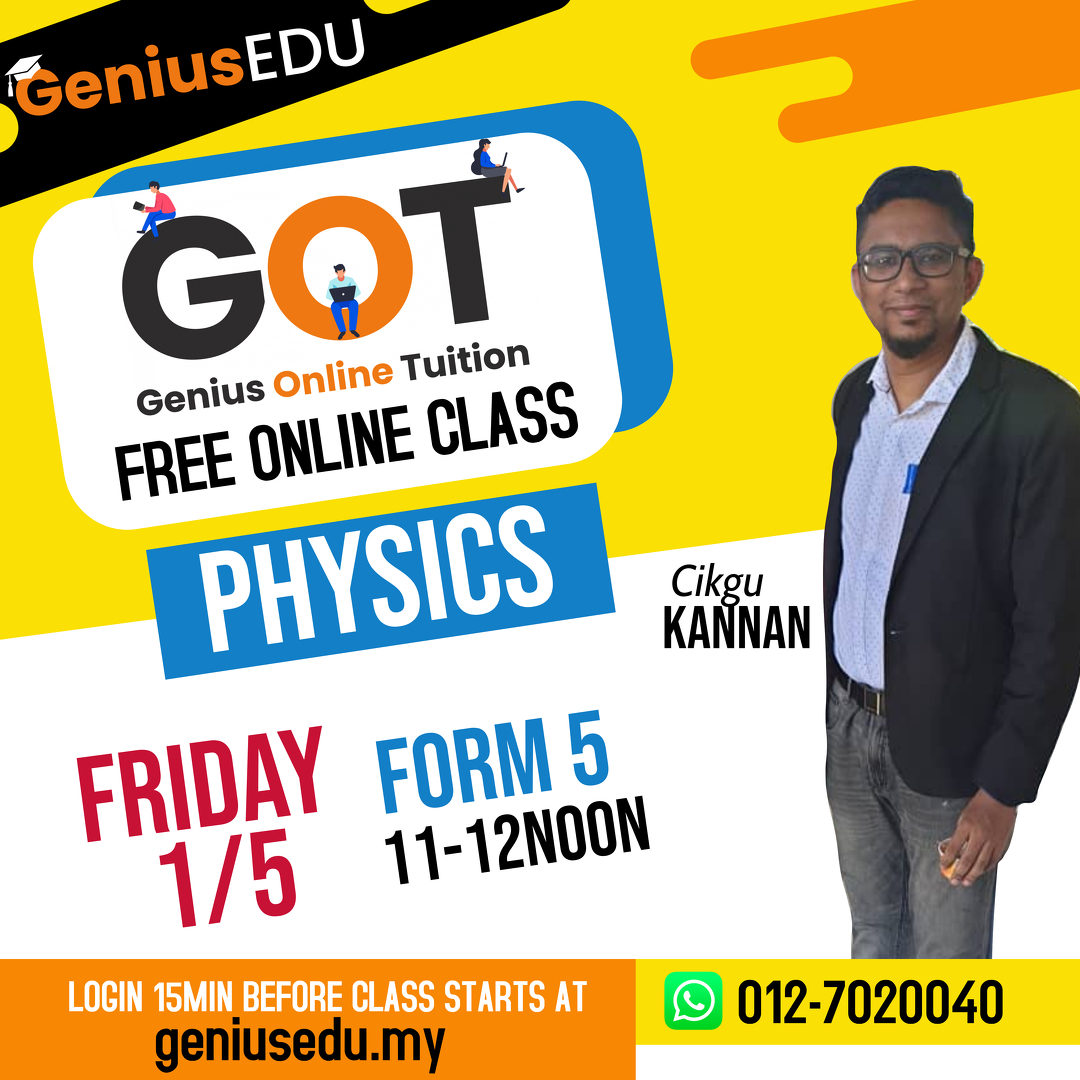 GeniusEDU
GOT
Genius Online Tuition
FREE ONLINE CLASS
PHYSICS
Cikgu
KANNAN
FRIDAY
1/5
FORM 5
11-12NOON
LOGIN 15MIN BEFORE CLASS STARTS AT
geniusedu.my
012-7020040